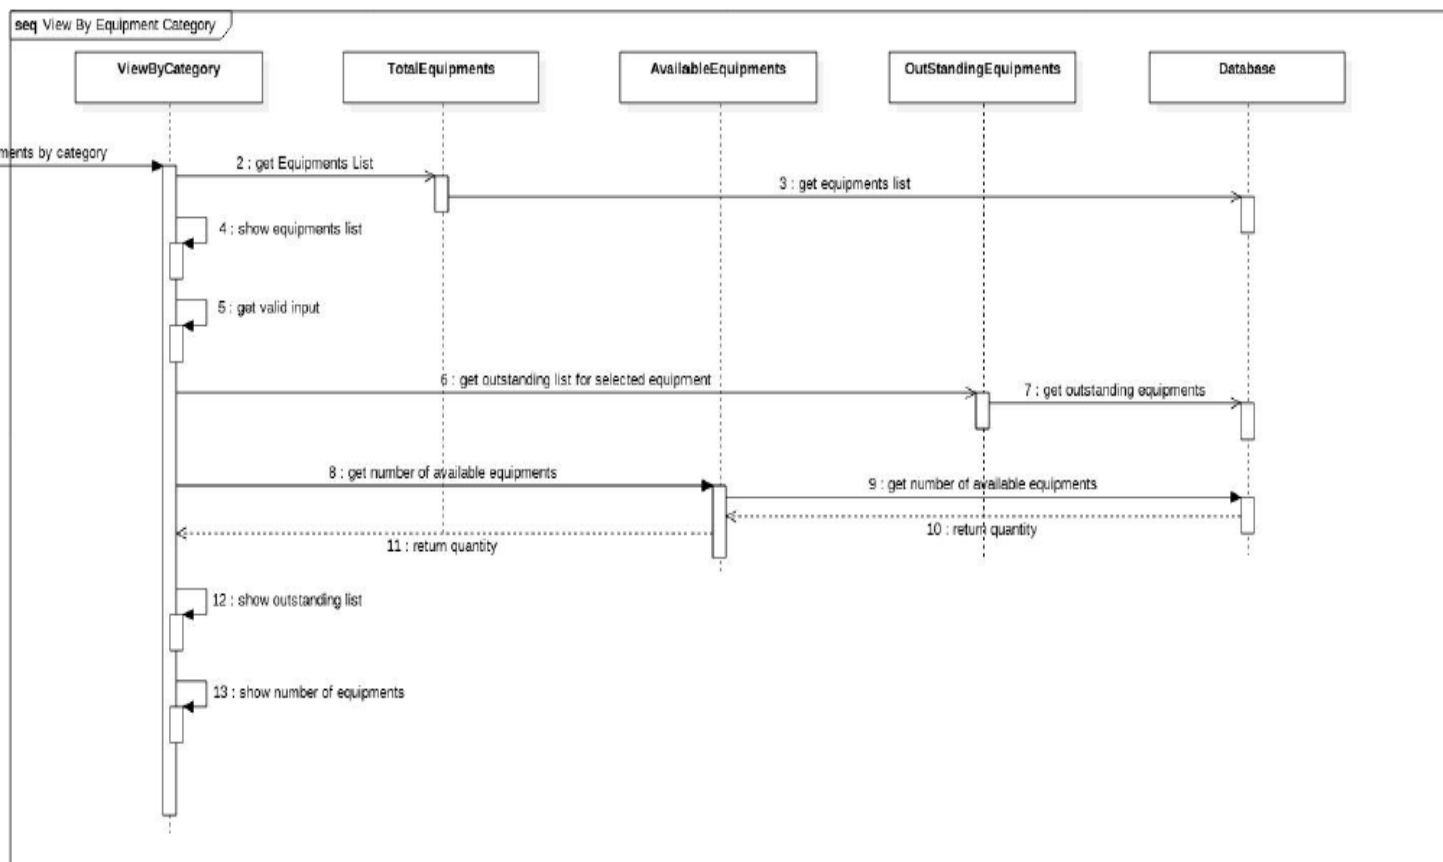 seq View By Equipment Category
ViewByCategory
TotalEquipments
AvailableEquipments
OutStandingEquipments
Database
by category
2 : get Equipments List
3 : get equipments list
4 : show equipments list
5 : get valid input
6 : get outstanding list for selected equipment
7 : get outstanding equipments
8 : get number of available equipments
9 : get number of available equipments
10 : return quantity
11 : return quantity
12 : show outstanding list
13 : show number of equipments